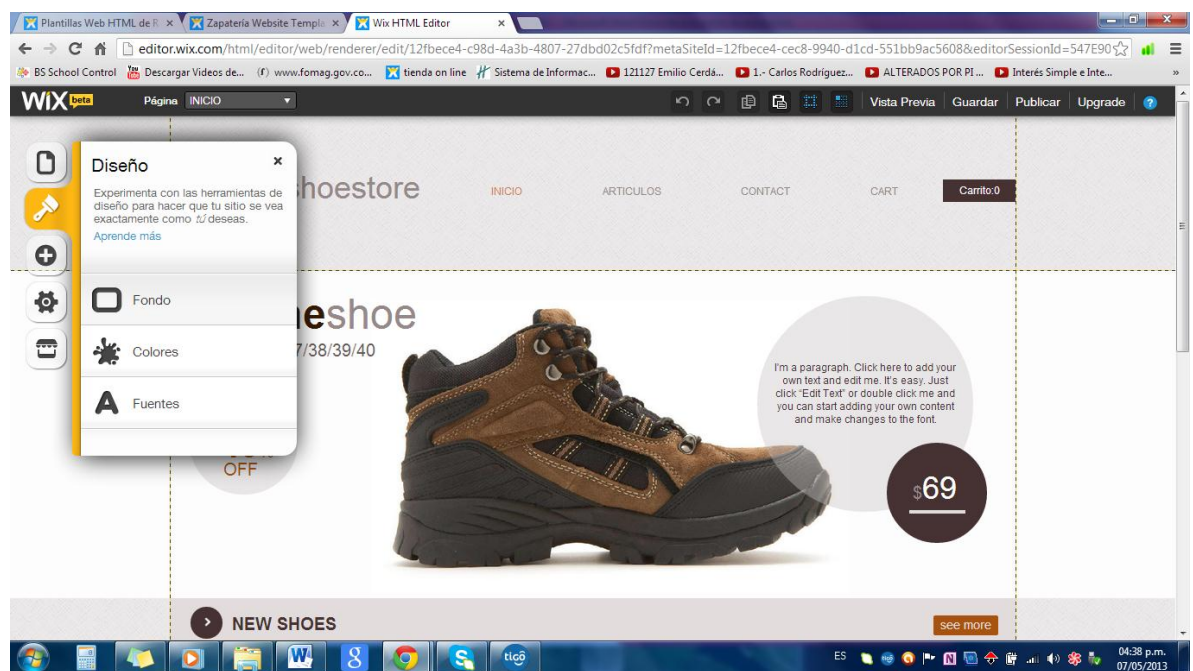 Plantillas Web HTML de R
Zapatería Website Templa
Wix HTML Editor
editor.wix.com/html/editor/web/renderer/edit/12fbece4-c98d-4a3b-4807-27dbd02c5fdf?metaSiteId=12fbece4-cec8-9940-d1cd-551bb9ac5608&editorSessionId=547E90
BS School Control
Descargar Videos de...
www.fomag.gov.co...
tienda on line
Sistema de Informac...
121127 Emilio Cerdá...
1.- Carlos Rodríguez...
ALTERADOS POR PI ...
Interés Simple e Inte...
WiX beta
Página INICIO
Vista Previa Guardar Publicar Upgrade ?
Diseño
Experimenta con las herramientas de
diseño para hacer que tu sitio se vea
exactamente como tú deseas.
Aprende más
Fondo
Colores
Fuentes
hoestore
INICIO ARTICULOS CONTACT CART Carrito:0
eshoe
7/38/39/40
OFF
I'm a paragraph. Click here to add your
own text and edit me. It's easy. Just
click "Edit Text" or double click me and
you can start adding your own content
and make changes to the font.
$69
NEW SHOES
see more
tigo
ES
04:38 p.m.
07/05/2013